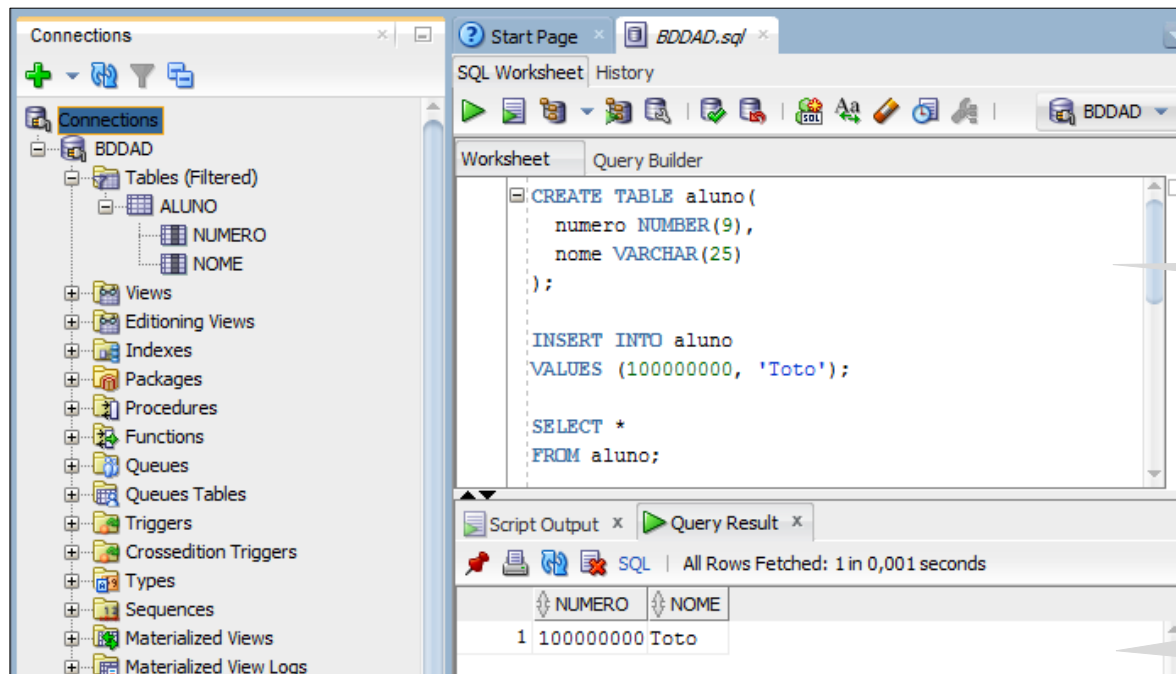 Connections
Connections
BDDAD
Tables (Filtered)
ALUNO
NUMERO
NOME
Views
Editioning Views
Indexes
Packages
Procedures
Functions
Queues
Queues Tables
Triggers
Crossedition Triggers
Types
Sequences
Materialized Views
Materialized View Logs
Start Page
BDDAD.sql
SQL Worksheet History
BDDAD
Worksheet Query Builder
CREATE TABLE aluno(
numero NUMBER(9),
nome VARCHAR(25)
);
INSERT INTO aluno
VALUES (100000000, 'Toto');
SELECT *
FROM aluno;
Script Output x Query Result x
SQL | All Rows Fetched: 1 in 0,001 seconds
NUMERO NOME
1 100000000 Toto